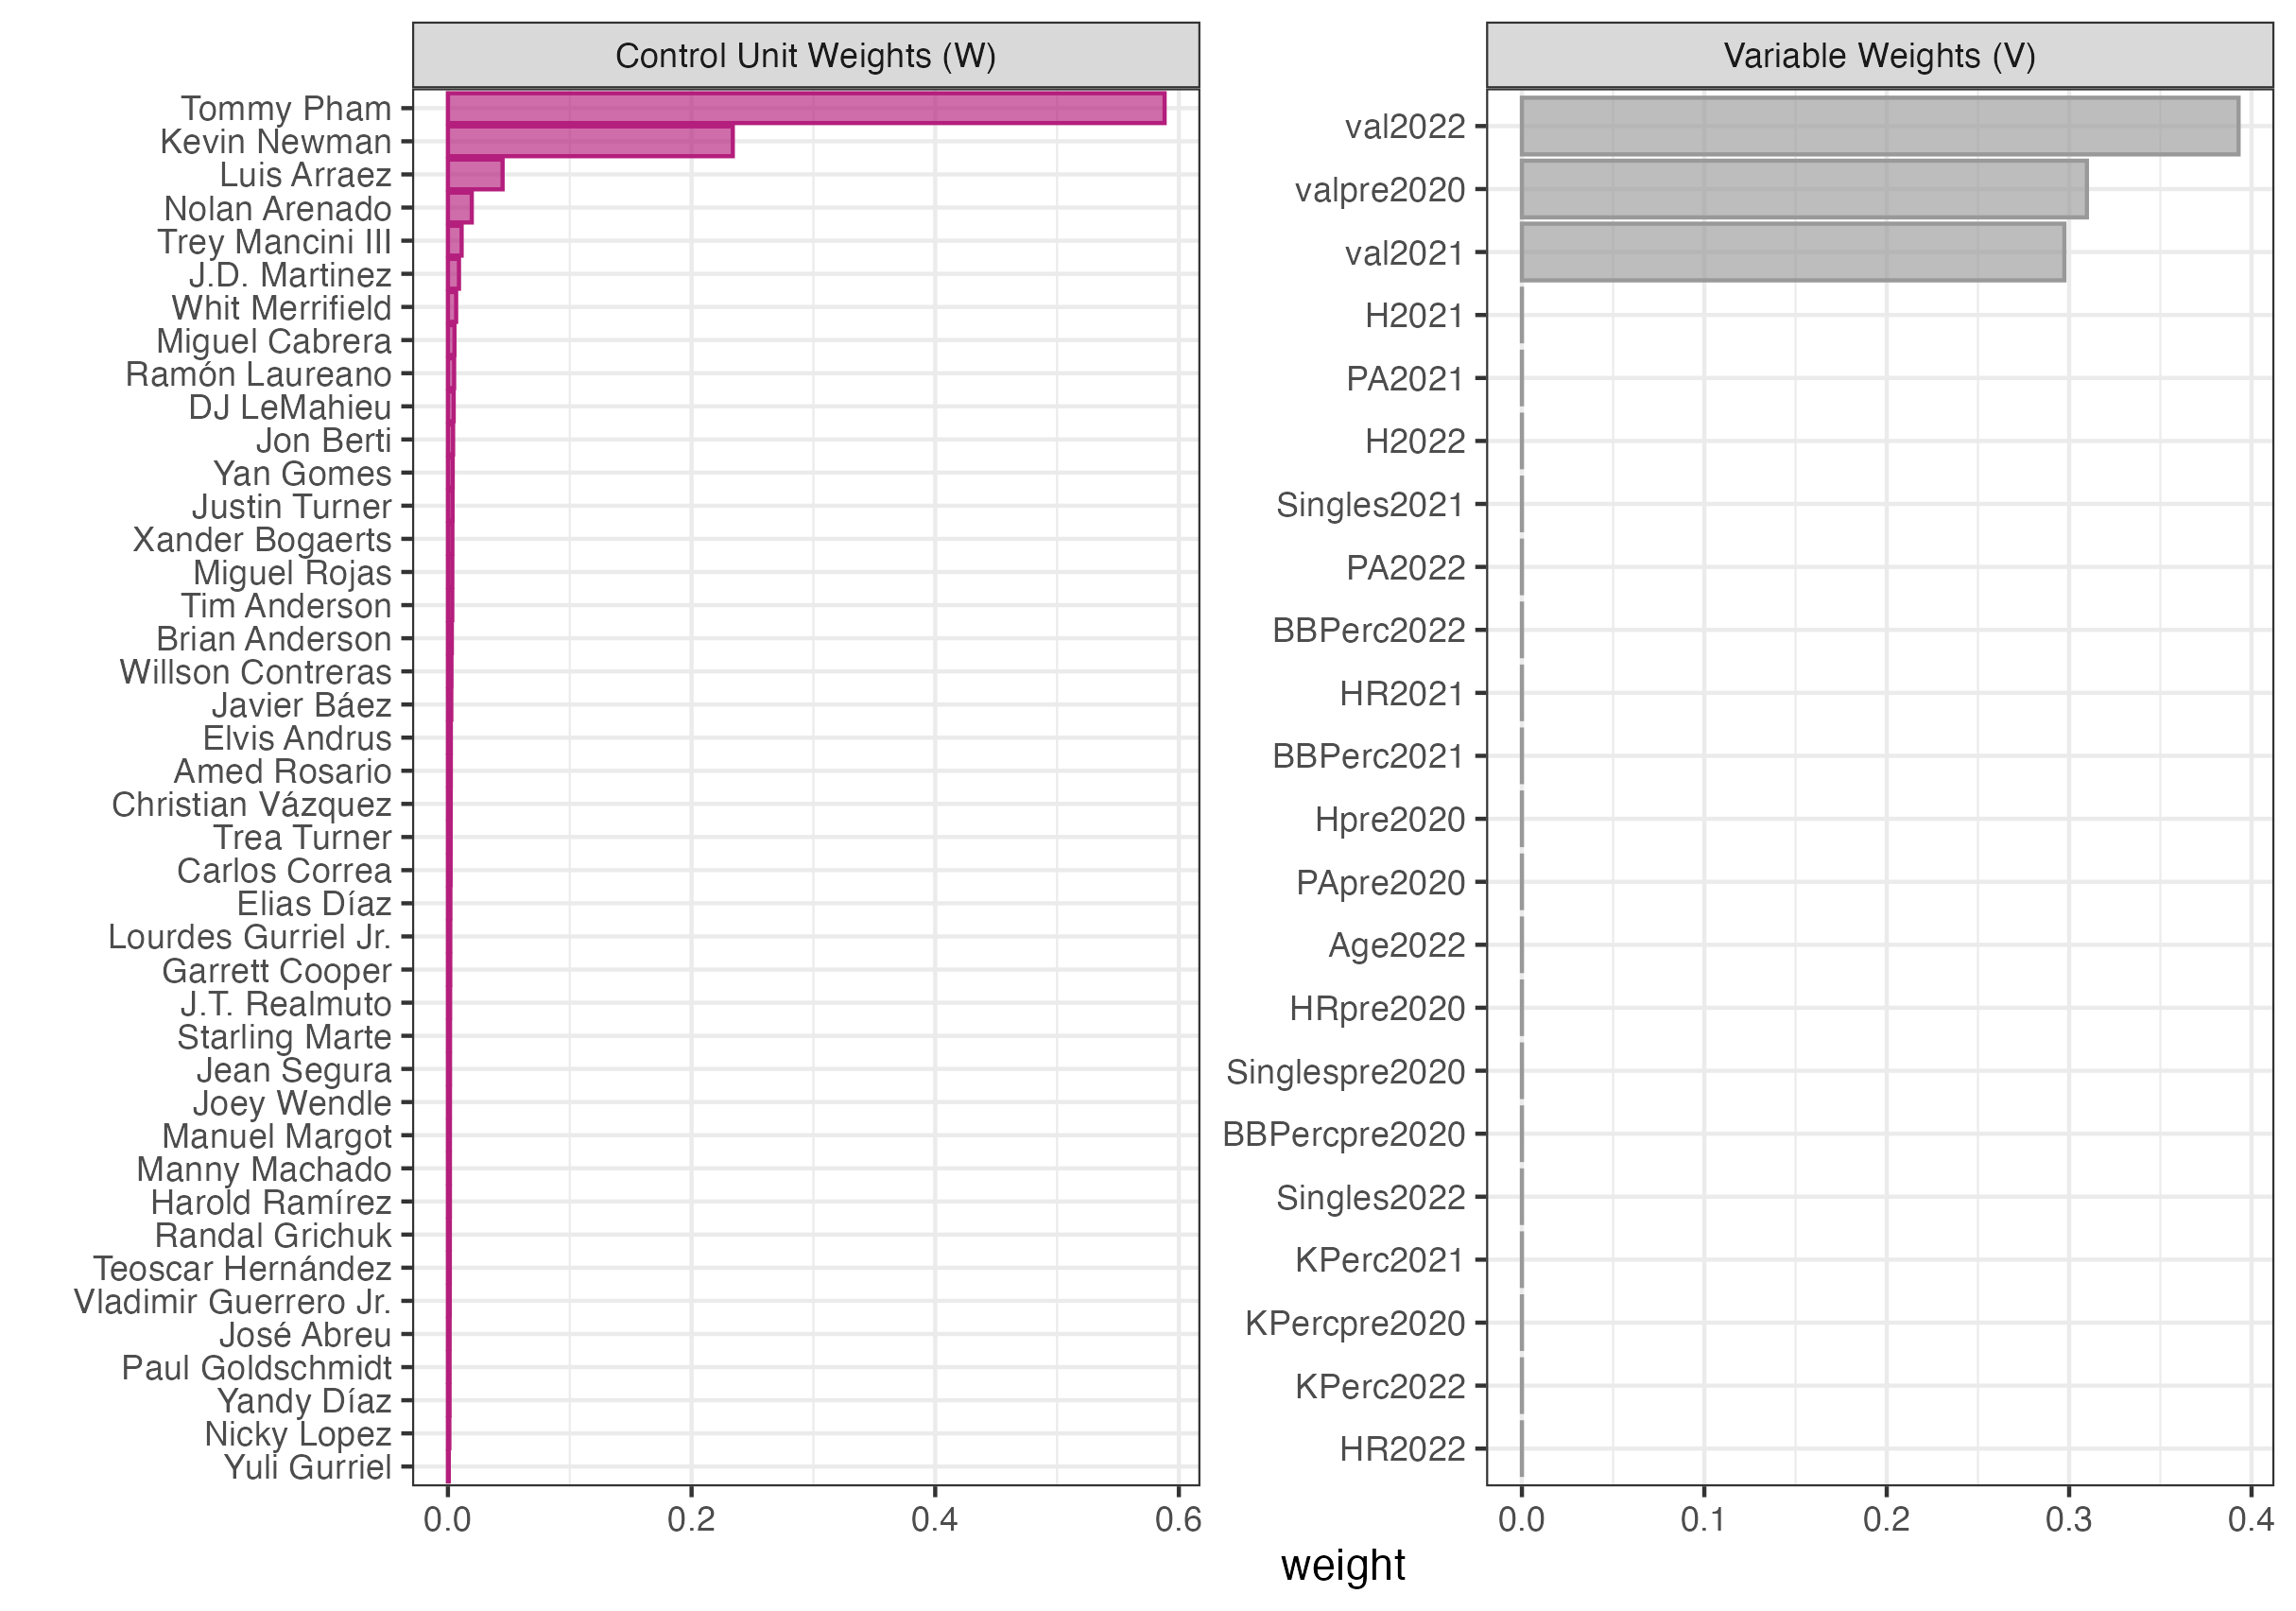 Control Unit Weights (W)
Tommy Pham
Kevin Newman
Luis Arraez
Nolan Arenado
Trey Mancini III
J.D. Martinez
Whit Merrifield
Miguel Cabrera
Ramón Laureano
DJ LeMahieu
Jon Berti
Yan Gomes
Justin Turner
Xander Bogaerts
Miguel Rojas
Tim Anderson
Brian Anderson
Willson Contreras
Javier Báez
Elvis Andrus
Amed Rosario
Christian Vázquez
Trea Turner
Carlos Correa
Elias Díaz
Lourdes Gurriel Jr.
Garrett Cooper
J.T. Realmuto
Starling Marte
Jean Segura
Joey Wendle
Manuel Margot
Manny Machado
Harold Ramírez
Randal Grichuk
Teoscar Hernández
Vladimir Guerrero Jr.
José Abreu
Paul Goldschmidt
Yandy Díaz
Nicky Lopez
Yuli Gurriel
0.0 0.2 0.4 0.6
Variable Weights (V)
val2022
valpre2020
val2021
H2021
PA2021
H2022
Singles2021
PA2022
BBPerc2022
HR2021
BBPerc2021
Hpre2020
PApre2020
Age2022
HRpre2020
Singlespre2020
BBPercpre2020
Singles2022
KPerc2021
KPercpre2020
KPerc2022
HR2022
0.0 0.1 0.2 0.3 0.4
weight